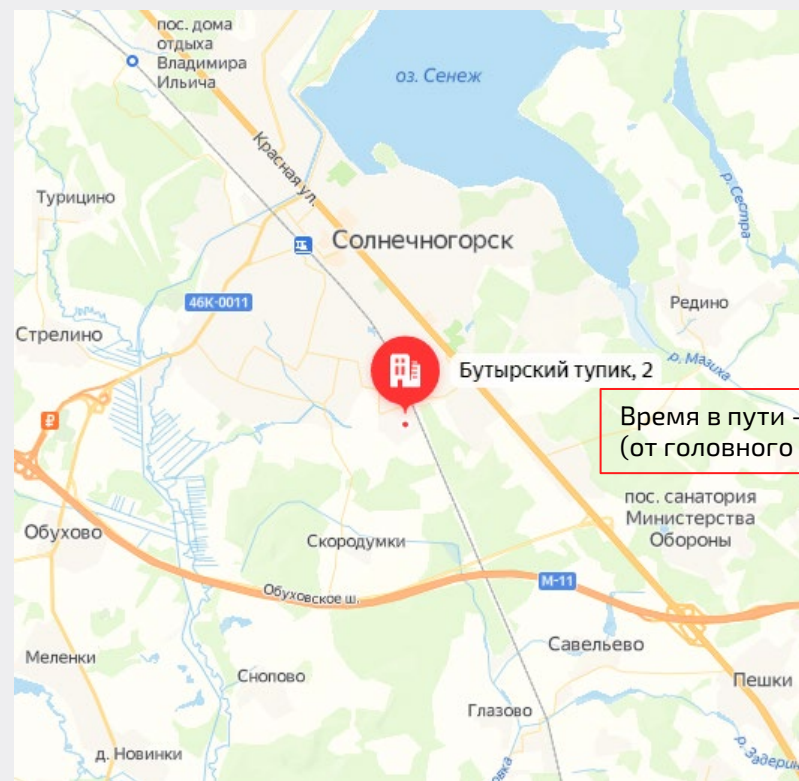 пос. дома
отдыха
Владимира
Ильича
оз. Сенеж
Красная ул.
Турицино
р. Сестра
Солнечногорск
46К-0011
Редино
Стрелино
р. Мазиха
Бутырский тупик, 2
Время в пути -
(от головного
пос. санатория
Министерства
Обороны
Обухово
Скородумки
М-11
Обуховское ш.
Савельево
Меленки
Снопово
Пешки
Глазово
д. Новинки
р. Задерин
овка